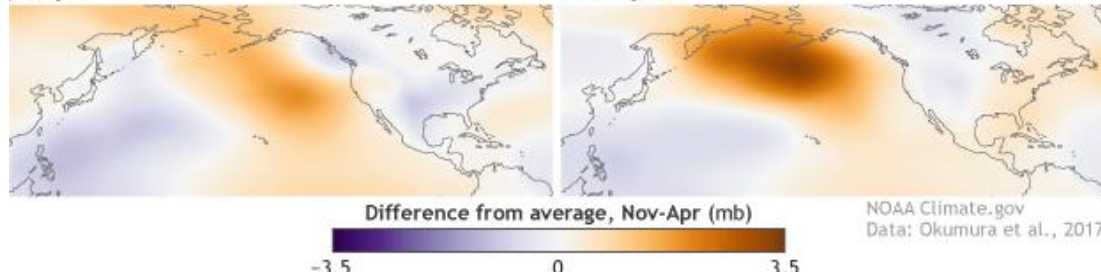 Difference from average, Nov-Apr (mb)
-3.5 0 3.5
NOAA Climate.gov
Data: Okumura et al., 2017